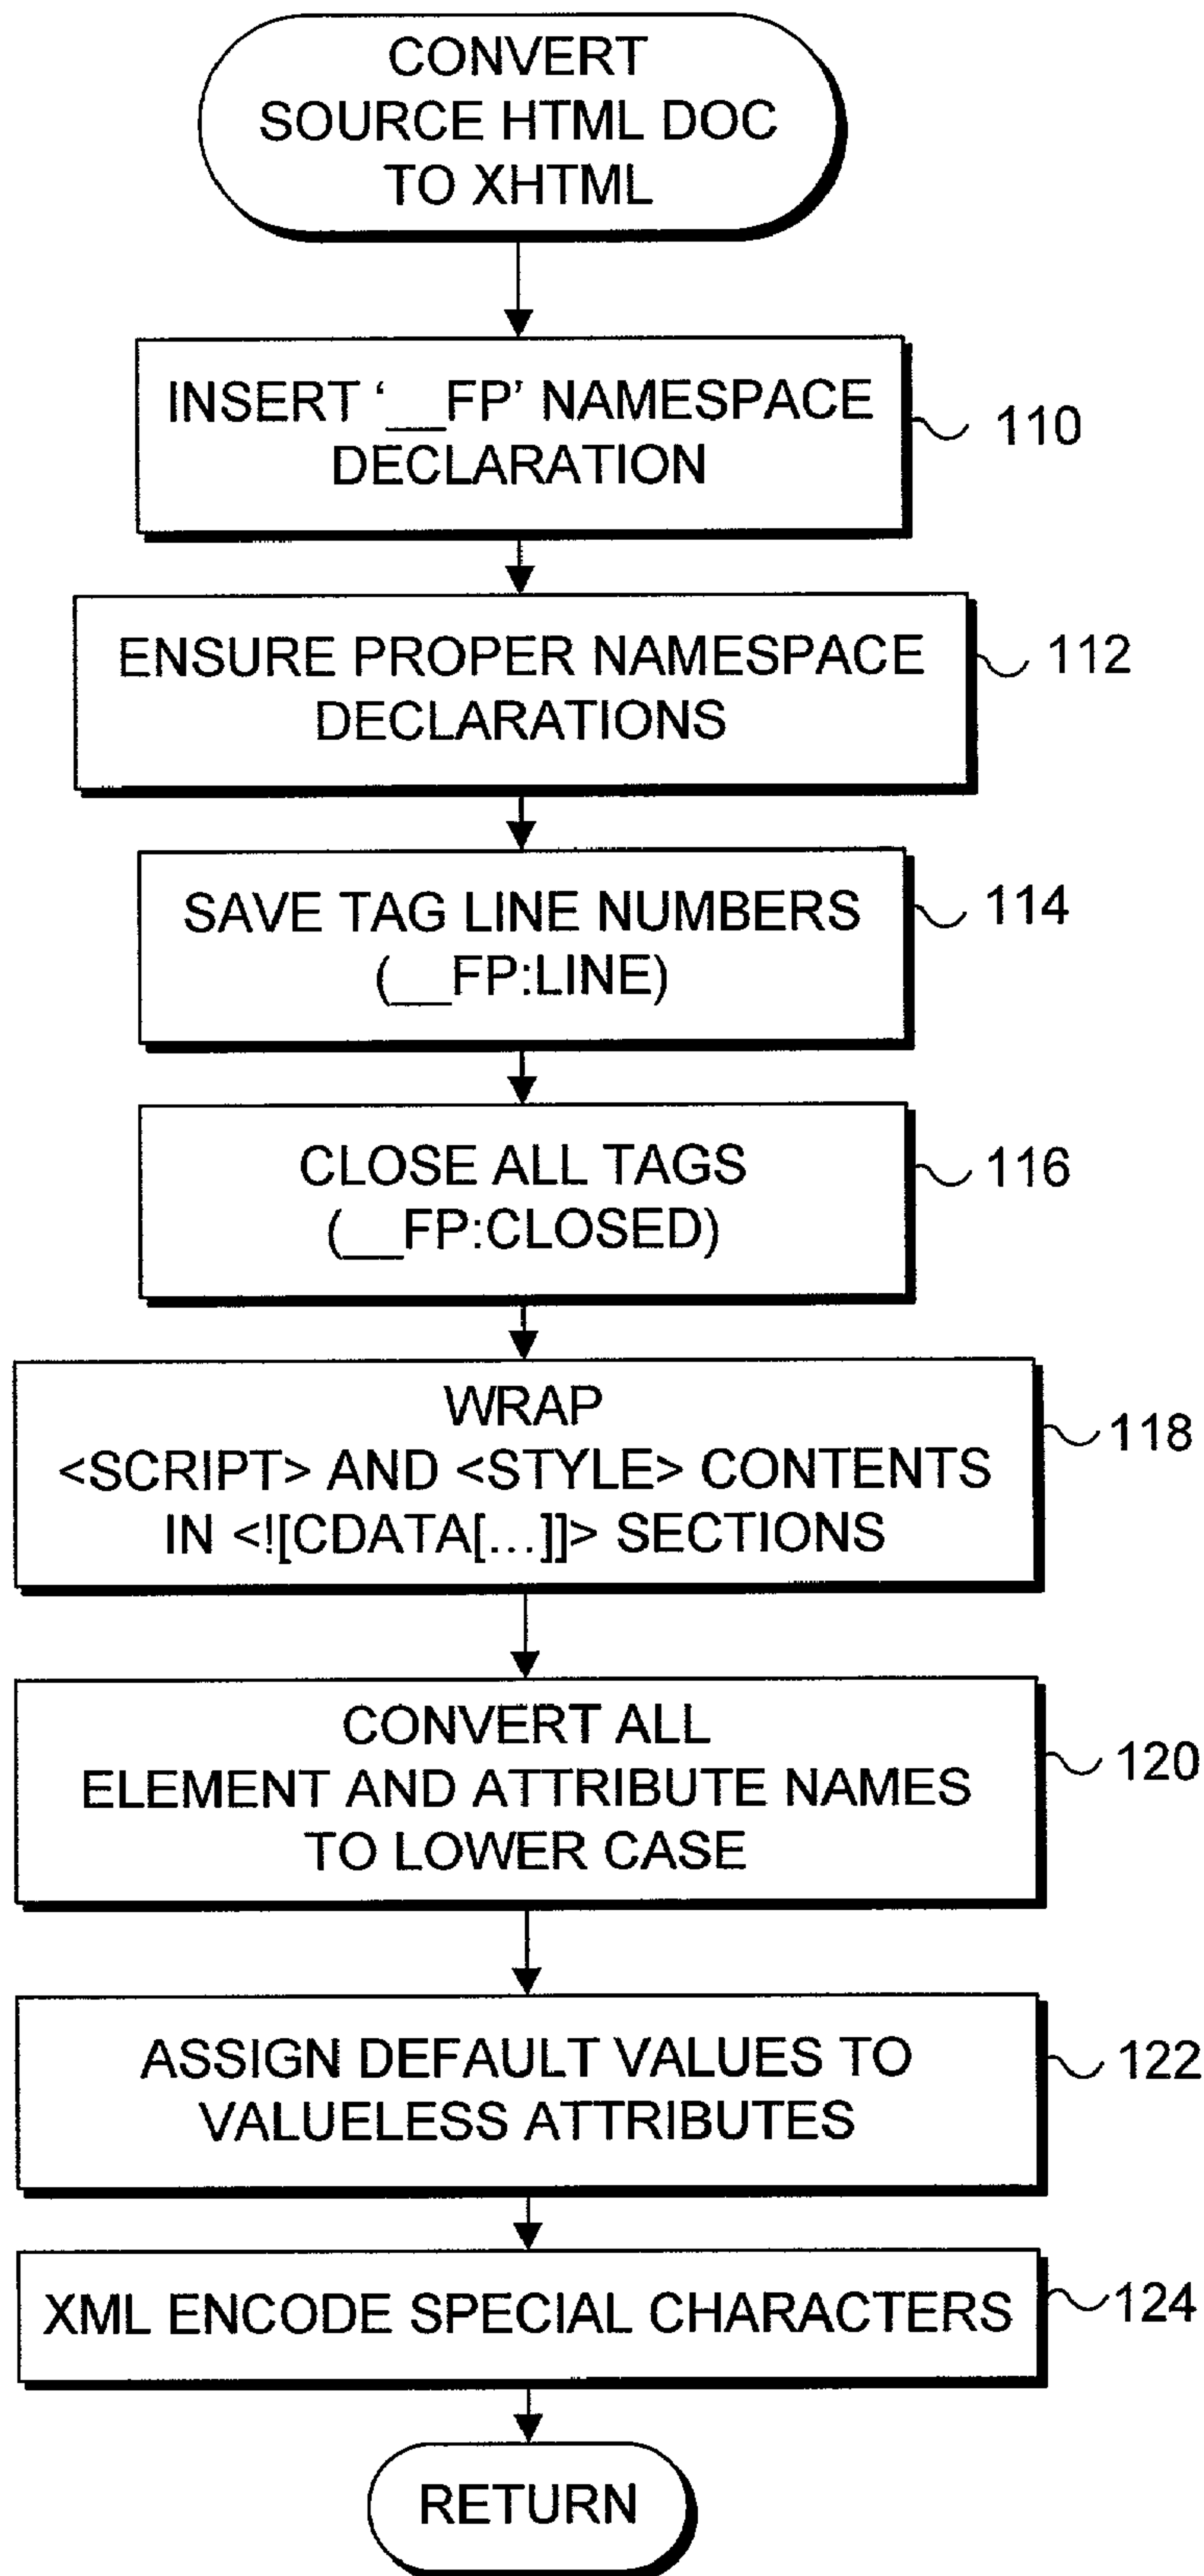 CONVERT
SOURCE HTML DOC
TO XHTML
INSERT ‘__FP’ NAMESPACE
DECLARATION
110
ENSURE PROPER NAMESPACE
DECLARATIONS
112
SAVE TAG LINE NUMBERS
(__FP:LINE)
114
CLOSE ALL TAGS
(__FP:CLOSED)
116
WRAP
<SCRIPT> AND <STYLE> CONTENTS
IN <![CDATA[...]]> SECTIONS
118
CONVERT ALL
ELEMENT AND ATTRIBUTE NAMES
TO LOWER CASE
120
ASSIGN DEFAULT VALUES TO
VALUELESS ATTRIBUTES
122
XML ENCODE SPECIAL CHARACTERS
124
RETURN